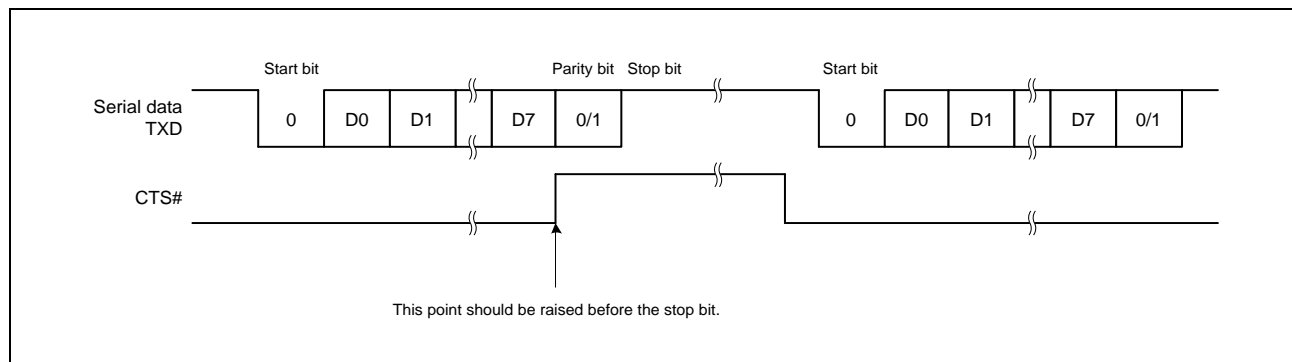 Start bit Parity bit Stop bit Start bit
Serial data
TXD
0 D0 D1 D7 0/1 0 D0 D1 D7 0/1
CTS#
This point should be raised before the stop bit.